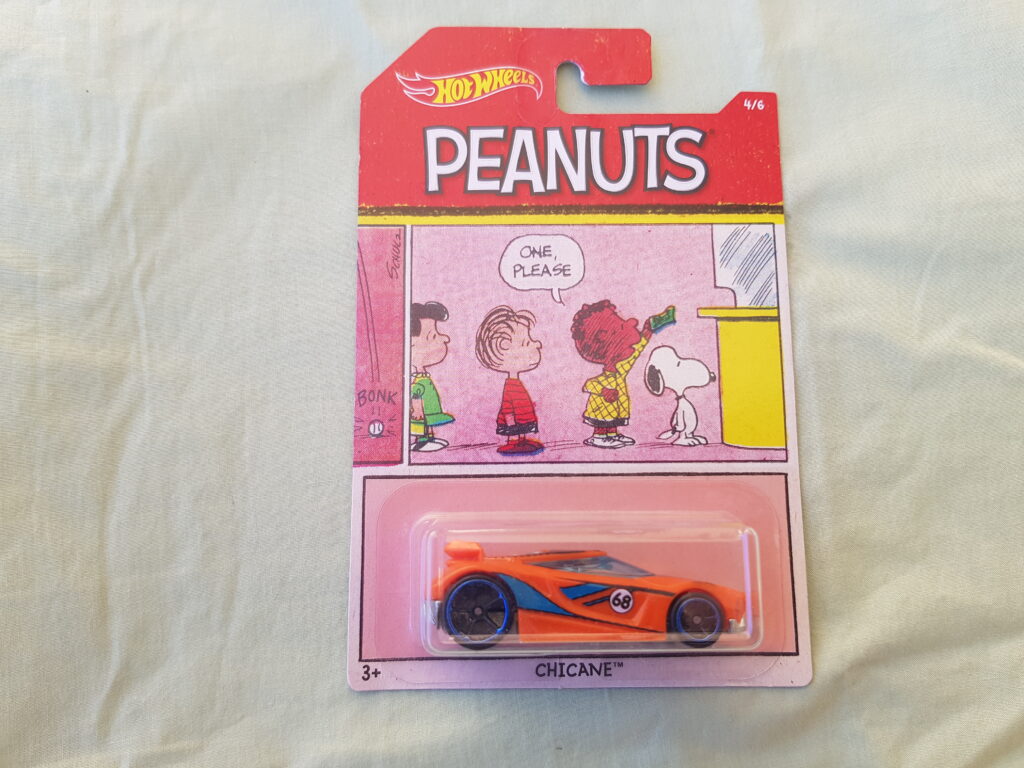 HOT WHEELS
4/6
PEANUTS
SCHULZ
ONE,
PLEASE
BONK
68
3+
CHICANE™